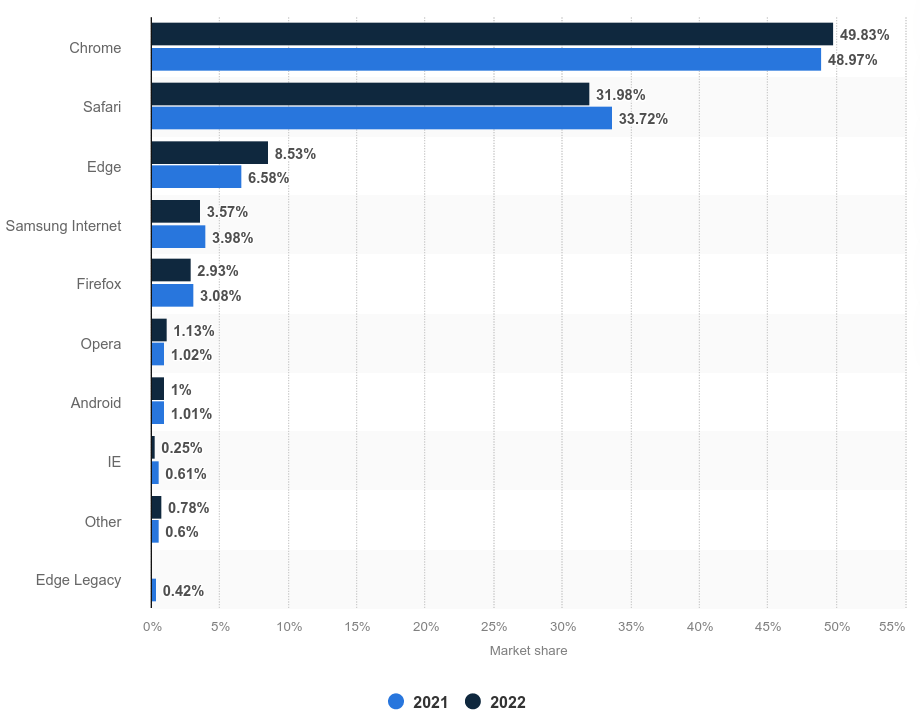 Chrome
49.83%
48.97%
Safari
31.98%
33.72%
Edge
8.53%
6.58%
Samsung Internet
3.57%
3.98%
Firefox
2.93%
3.08%
Opera
1.13%
1.02%
Android
1%
1.01%
IE
0.25%
0.61%
Other
0.78%
0.6%
Edge Legacy
0.42%
0% 5% 10% 15% 20% 25% 30% 35% 40% 45% 50% 55%
Market share
2021 2022